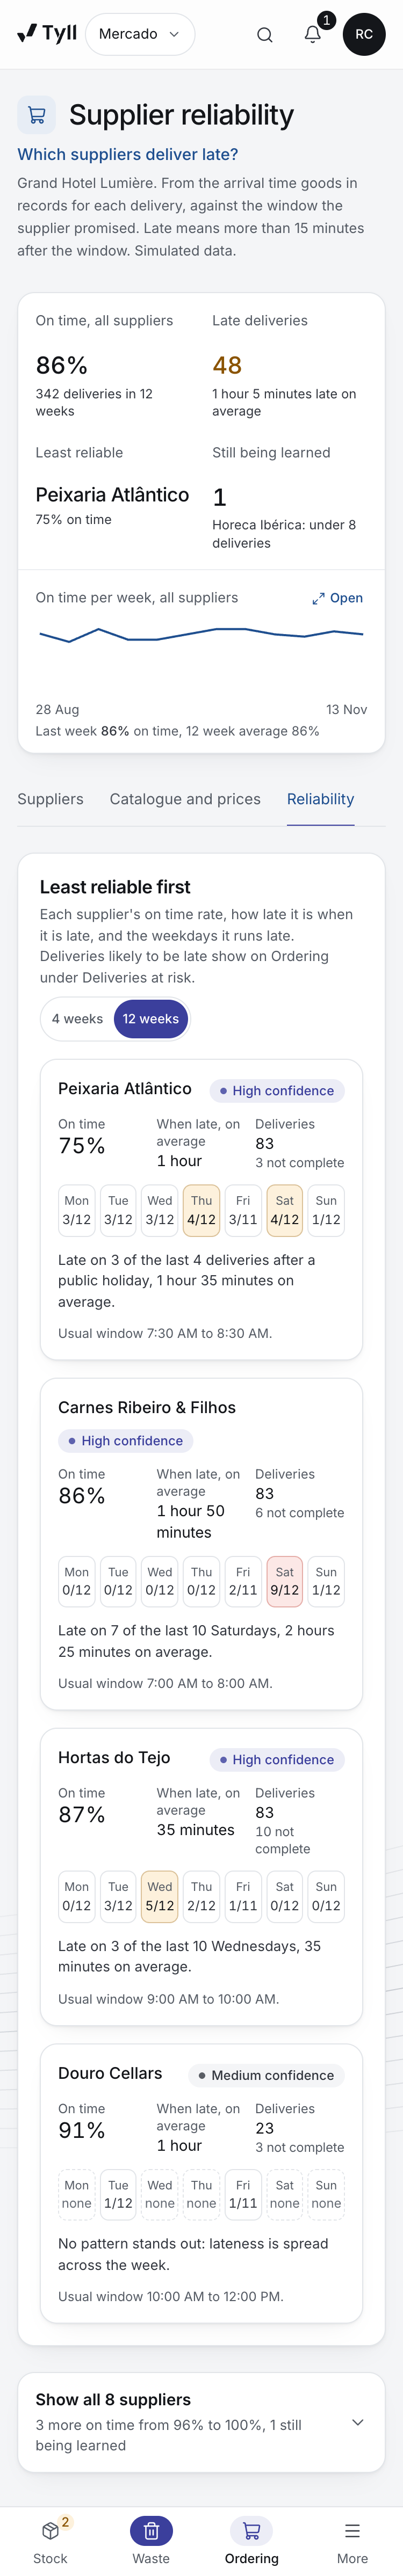 Tyll
Mercado
1
RC
Supplier reliability
Which suppliers deliver late?
Grand Hotel Lumière. From the arrival time goods in
records for each delivery, against the window the
supplier promised. Late means more than 15 minutes
after the window. Simulated data.
On time, all suppliers
Late deliveries
86%
48
342 deliveries in 12
weeks
1 hour 5 minutes late on
average
Least reliable
Still being learned
Peixaria Atlântico
1
75% on time
Horeca Ibérica: under 8
deliveries
On time per week, all suppliers
Open
28 Aug
13 Nov
Last week 86% on time, 12 week average 86%
Suppliers
Catalogue and prices
Reliability
Least reliable first
Each supplier's on time rate, how late it is when
it is late, and the weekdays it runs late.
Deliveries likely to be late show on Ordering
under Deliveries at risk.
4 weeks
12 weeks
Peixaria Atlântico
High confidence
On time
75%
When late, on
average
1 hour
Deliveries
83
3 not complete
Mon Tue Wed Thu Fri Sat Sun
3/12 3/12 3/12 4/12 3/11 4/12 1/12
Late on 3 of the last 4 deliveries after a
public holiday, 1 hour 35 minutes on
average.
Usual window 7:30 AM to 8:30 AM.
Carnes Ribeiro & Filhos
High confidence
On time
86%
When late, on
average
1 hour 50
minutes
Deliveries
83
6 not complete
Mon Tue Wed Thu Fri Sat Sun
0/12 0/12 0/12 0/12 2/11 9/12 1/12
Late on 7 of the last 10 Saturdays, 2 hours
25 minutes on average.
Usual window 7:00 AM to 8:00 AM.
Hortas do Tejo
High confidence
On time
87%
When late, on
average
35 minutes
Deliveries
83
10 not
complete
Mon Tue Wed Thu Fri Sat Sun
0/12 3/12 5/12 2/12 1/11 0/12 0/12
Late on 3 of the last 10 Wednesdays, 35
minutes on average.
Usual window 9:00 AM to 10:00 AM.
Douro Cellars
Medium confidence
On time
91%
When late, on
average
1 hour
Deliveries
23
3 not complete
Mon Tue Wed Thu Fri Sat Sun
none 1/12 none none 1/11 none none
No pattern stands out: lateness is spread
across the week.
Usual window 10:00 AM to 12:00 PM.
Show all 8 suppliers
3 more on time from 96% to 100%, 1 still
being learned
2
Stock
Waste
Ordering
More